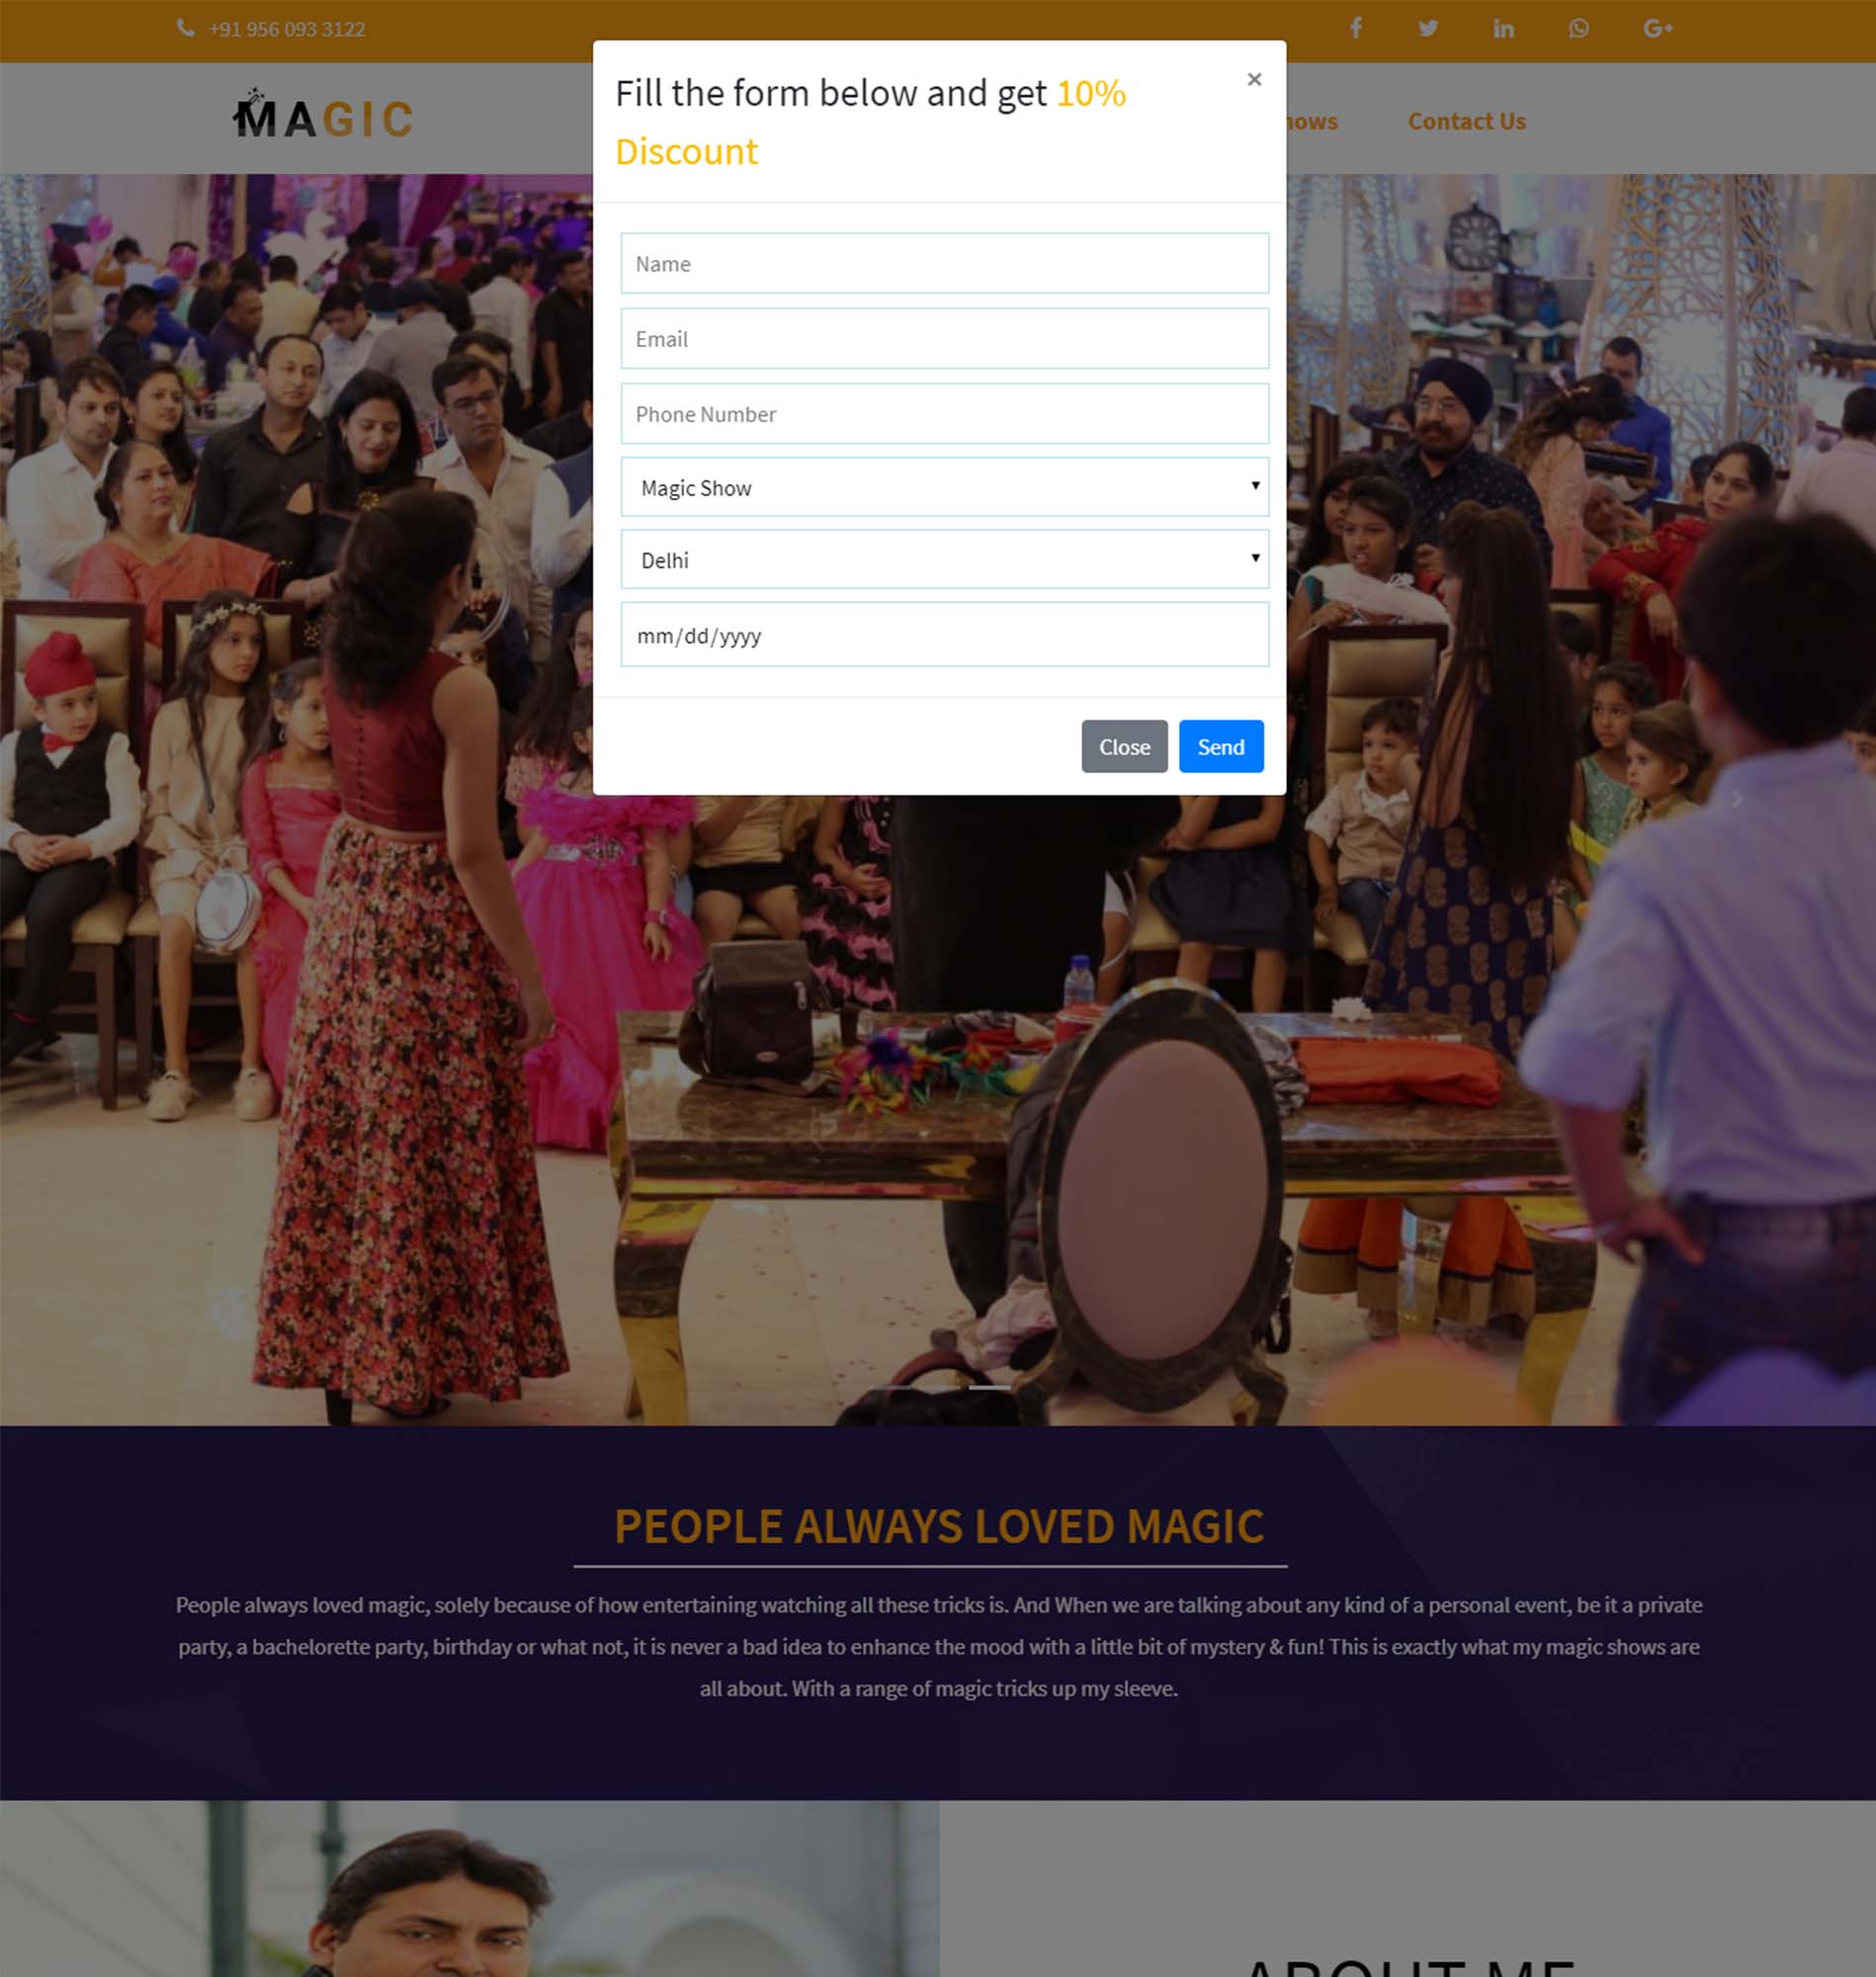 +91 956 093 3122
MAGIC
Contact Us
Fill the form below and get 10%
Discount
×
Name
Email
Phone Number
Magic Show
Delhi
mm/dd/yyyy
Close
Send
PEOPLE ALWAYS LOVED MAGIC
People always loved magic, solely because of how entertaining watching all these tricks is. And When we are talking about any kind of a personal event, be it a private
party, a bachelorette party, birthday or what not, it is never a bad idea to enhance the mood with a little bit of mystery & fun! This is exactly what my magic shows are
all about. With a range of magic tricks up my sleeve.
ABOUT ME